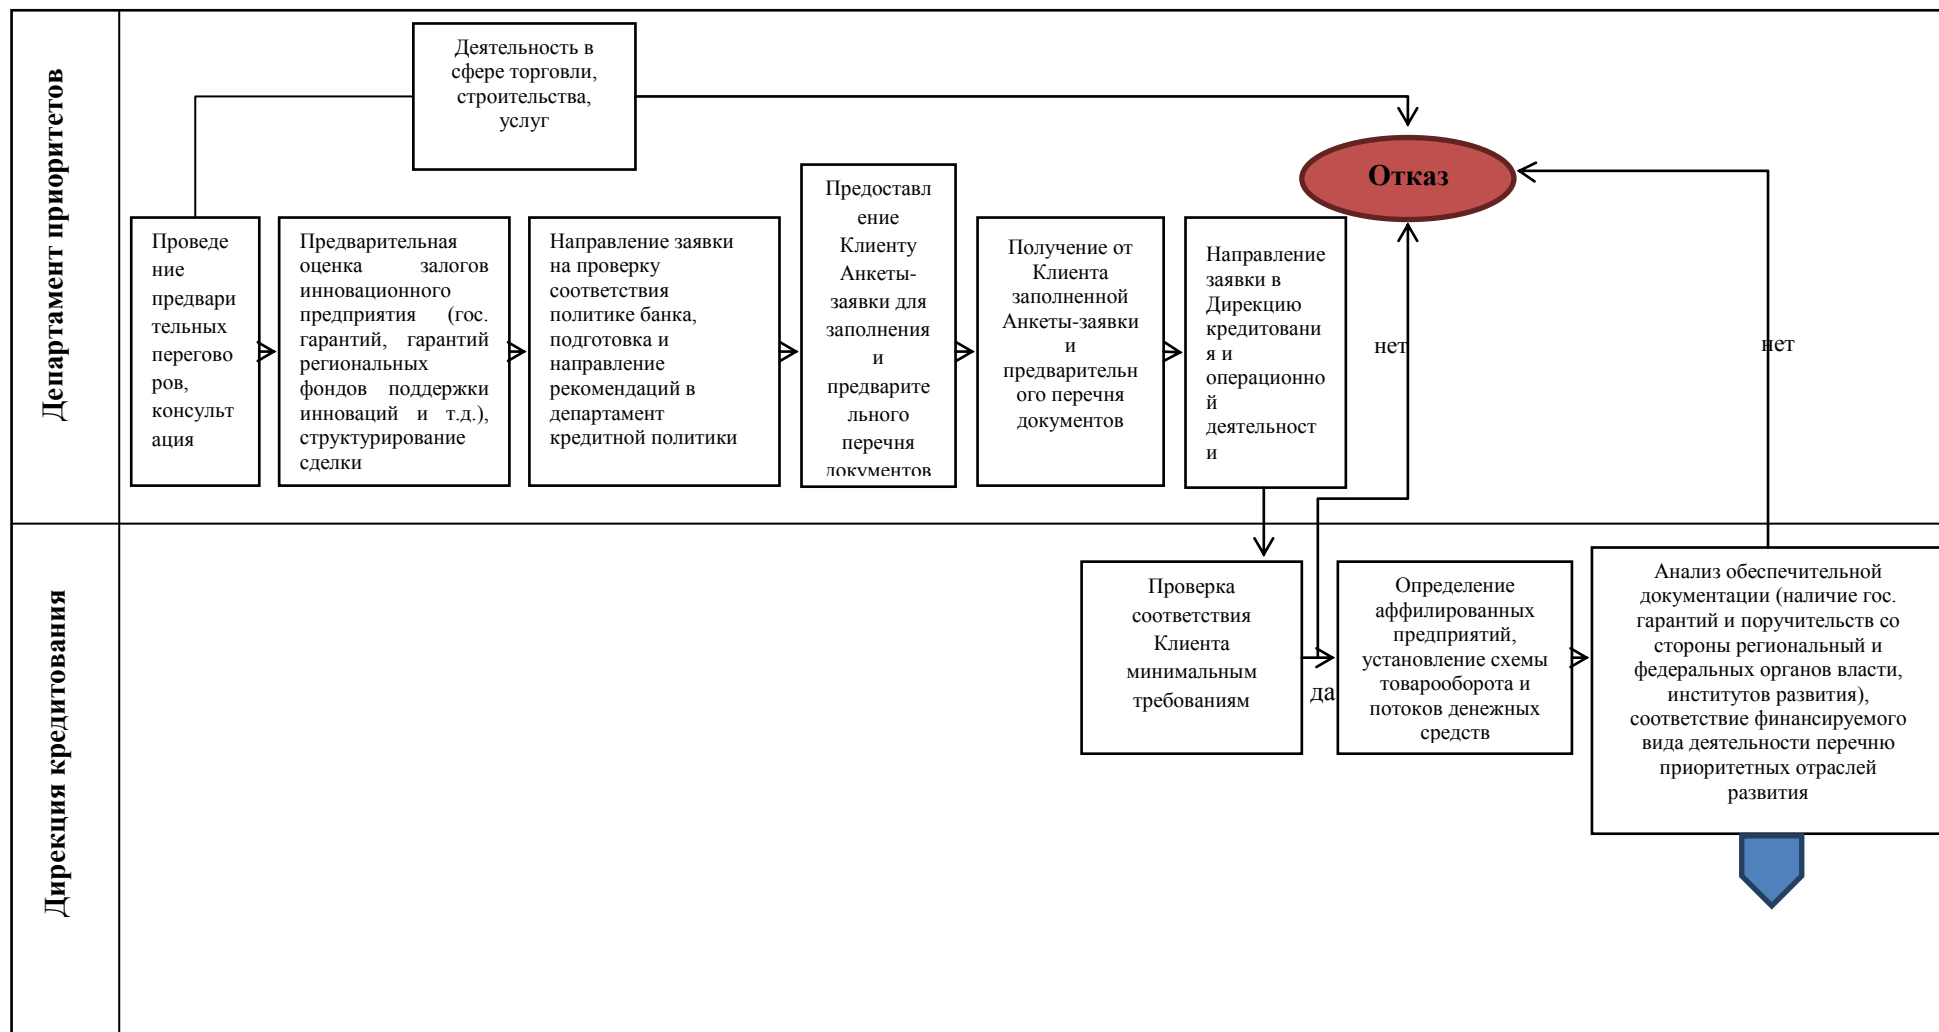 Департамент приоритетов
Деятельность в
сфере торговли,
строительства,
услуг
Отказ
Проведе
ние
предвари
тельных
перегово
ров,
консульт
ация
Предварительная
оценка залогов
инновационного
предприятия (гос.
гарантий, гарантий
региональных
фондов поддержки
инноваций и т.д.),
структурирование
сделки
Направление заявки
на проверку
соответствия
политике банка,
подготовка и
направление
рекомендаций в
департамент
кредитной политики
Предоставл
ение
Клиенту
Анкеты-
заявки для
заполнения
и
предварите
льного
перечня
документов
Получение от
Клиента
заполненной
Анкеты-заявки
и
предварительн
ого перечня
документов
Направление
заявки в
Дирекцию
кредитовани
я и
операционно
й
деятельност
и
нет
нет
Дирекция кредитования
Проверка
соответствия
Клиента
минимальным
требованиям
да
Определение
аффилированных
предприятий,
установление схемы
товарооборота и
потоков денежных
средств
Анализ обеспечительной
документации (наличие гос.
гарантий и поручительств со
стороны региональный и
федеральных органов власти,
институтов развития),
соответствие финансируемого
вида деятельности перечню
приоритетных отраслей
развития